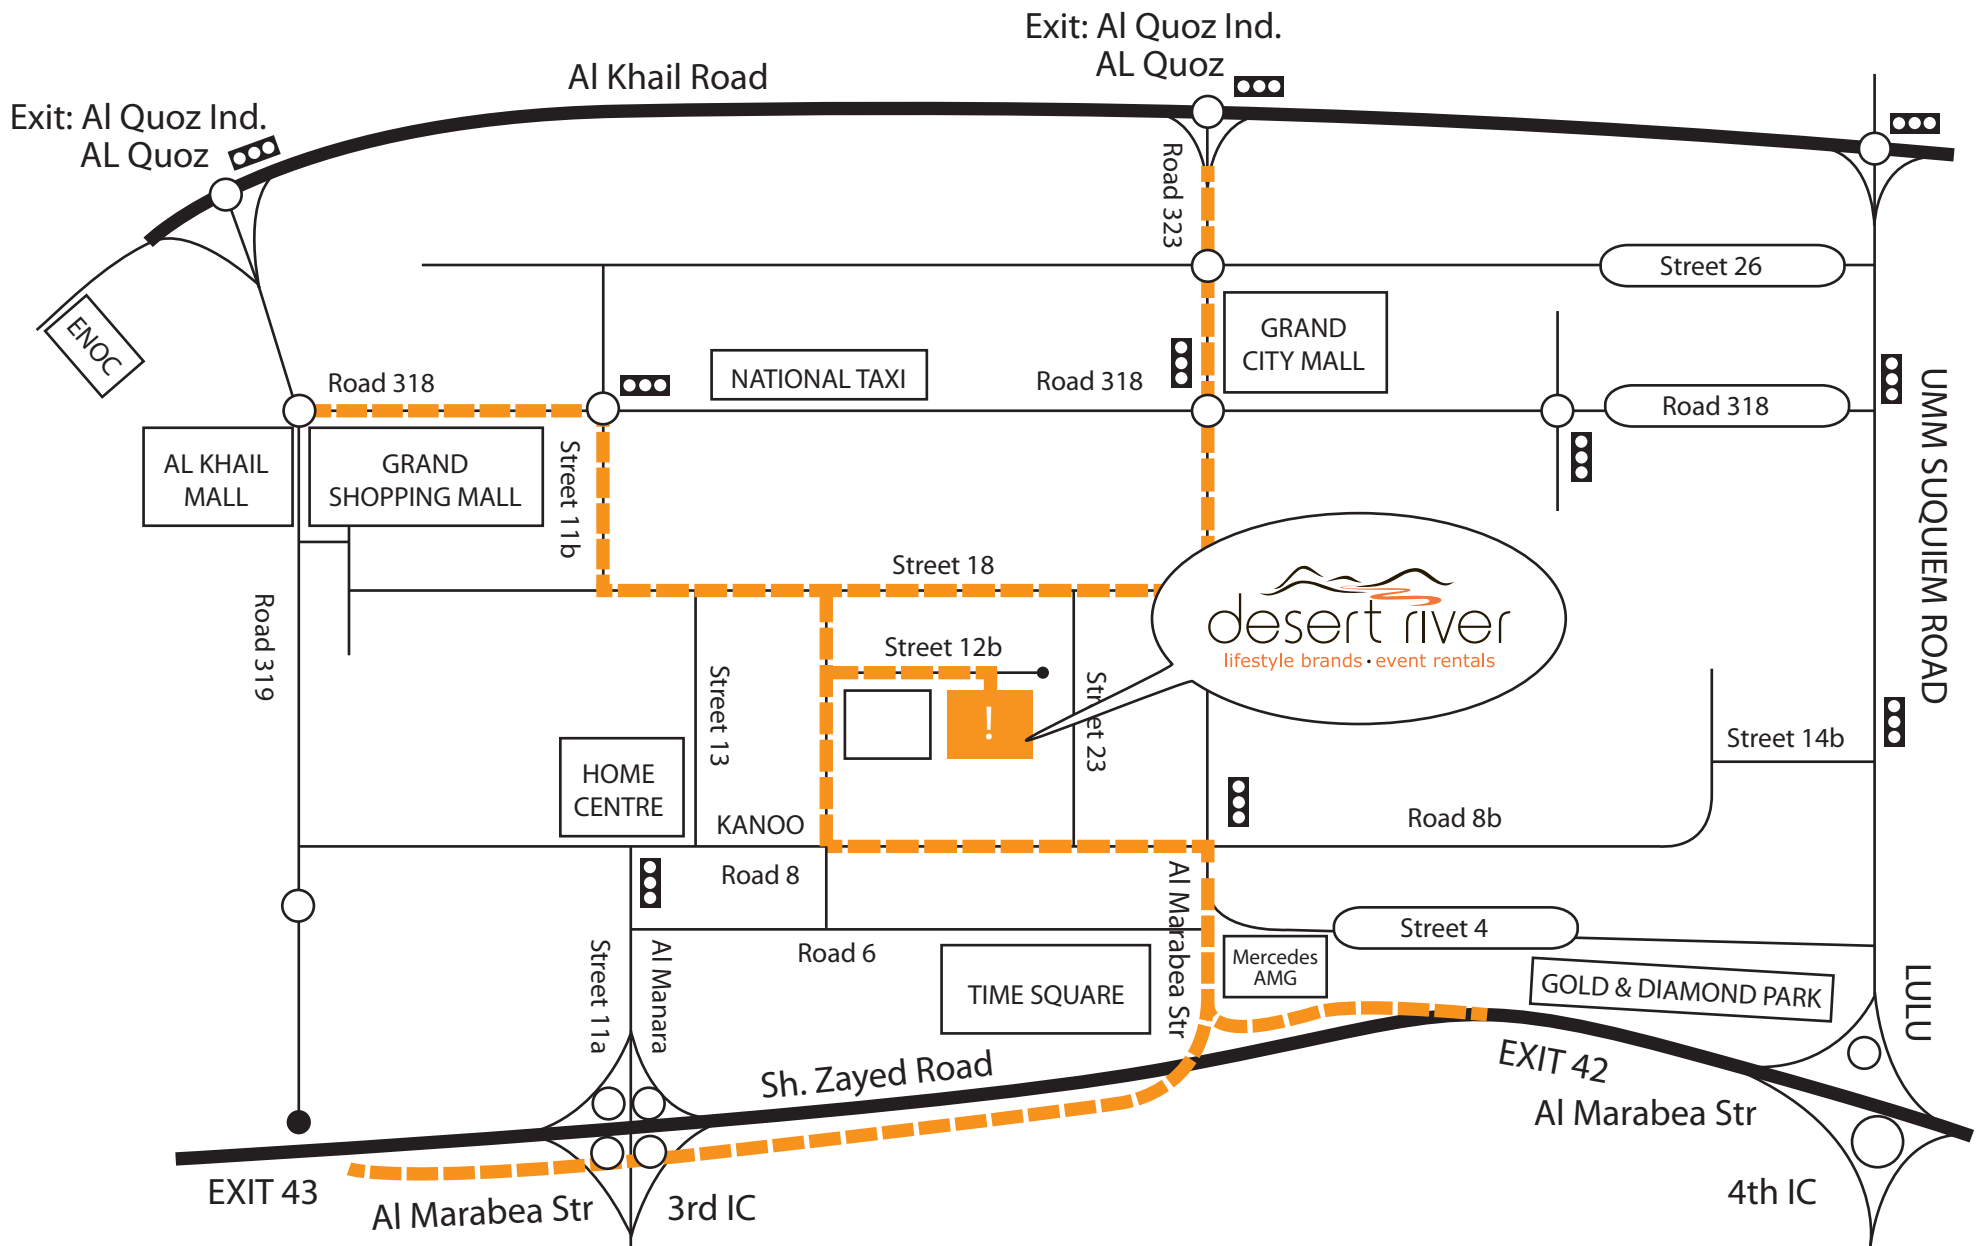 Exit: Al Quoz Ind.
AL Quoz
Al Khail Road
Exit: Al Quoz Ind.
AL Quoz
Road 323
Street 26
ENOC
GRAND
CITY MALL
NATIONAL TAXI
Road 318
Road 318
Road 318
UMM SUQUIEM ROAD
AL KHAIL
MALL
GRAND
SHOPPING MALL
Street 11b
Street 18
desert river
lifestyle brands • event rentals
Road 319
Street 12b
Street 13
!
Street 23
Street 14b
HOME
CENTRE
KANOO
Road 8b
Road 8
Al Marabea Str
Street 4
Road 6
Street 11a
Al Manara
TIME SQUARE
Mercedes
AMG
GOLD & DIAMOND PARK
LULU
Sh. Zayed Road
EXIT 42
Al Marabea Str
EXIT 43
Al Marabea Str
3rd IC
4th IC